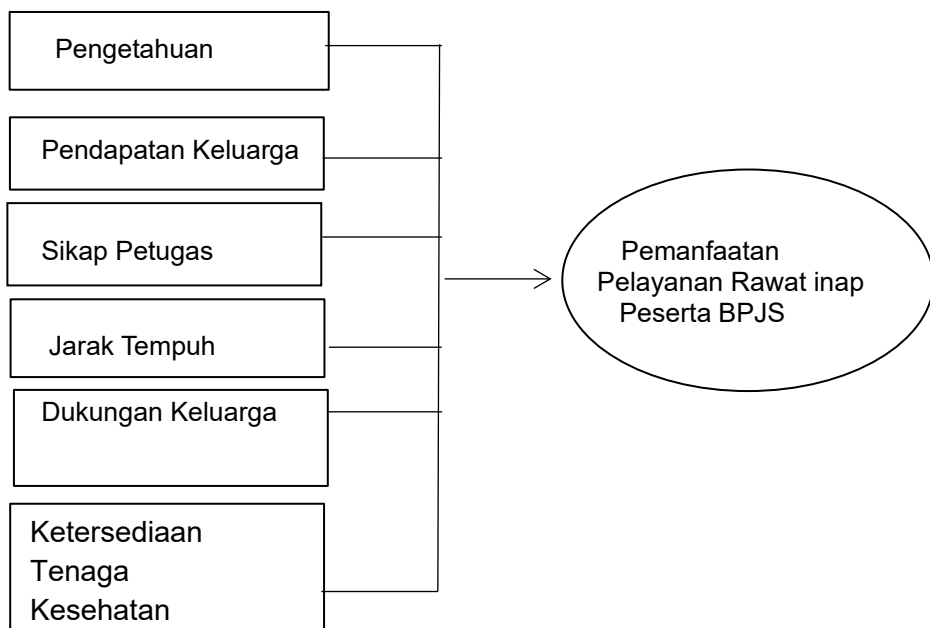 Pengetahuan
Pendapatan Keluarga
Sikap Petugas
Jarak Tempuh
Dukungan Keluarga
Ketersediaan
Tenaga
Kesehatan
Pemanfaatan
Pelayanan Rawat inap
Peserta BPJS